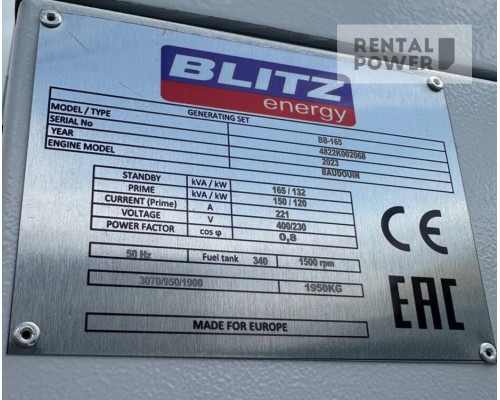 RENTAL
POWER
BLITZ
energy
GENERATING SET
MODEL / TYPE BB-165
SERIAL No 4822K002068
YEAR 2023
ENGINE MODEL BAUDOUIN
STANDBY kVA / kW 165 / 132
PRIME kVA / kW 150 / 120
CURRENT (Prime) A 221
VOLTAGE V 400/230
POWER FACTOR cos φ 0,8
50 Hz Fuel tank 340 1500 rpm
3070/950/1900 1950KG
MADE FOR EUROPE
CE
EAC